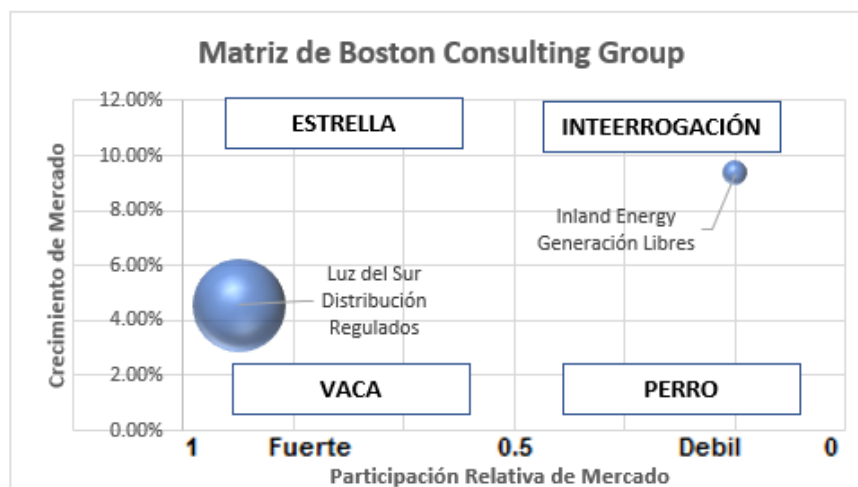 Matriz de Boston Consulting Group
Crecimiento de Mercado
12.00%
10.00%
8.00%
6.00%
4.00%
2.00%
0.00%
ESTRELLA
INTEERROGACIÓN
Inland Energy
Generación Libres
Luz del Sur
Distribución
Regulados
VACA
PERRO
1 Fuerte 0.5 Debil 0
Participación Relativa de Mercado